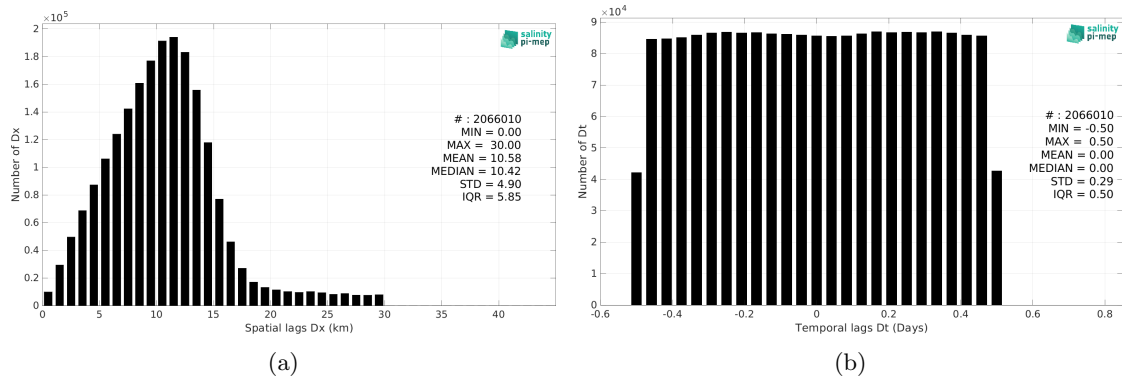 ×10⁵
2
1.8
1.6
1.4
1.2
1
0.8
0.6
0.4
0.2
0
Number of Dx
salinity
pi-mep
# : 2066010
MIN = 0.00
MAX = 30.00
MEAN = 10.58
MEDIAN = 10.42
STD = 4.90
IQR = 5.85
0 5 10 15 20 25 30 35 40
Spatial lags Dx (km)
(a)
×10⁴
9
8
7
6
5
4
3
2
1
0
Number of Dt
salinity
pi-mep
# : 2066010
MIN = -0.50
MAX = 0.50
MEAN = 0.00
MEDIAN = 0.00
STD = 0.29
IQR = 0.50
-0.6 -0.4 -0.2 0 0.2 0.4 0.6 0.8
Temporal lags Dt (Days)
(b)